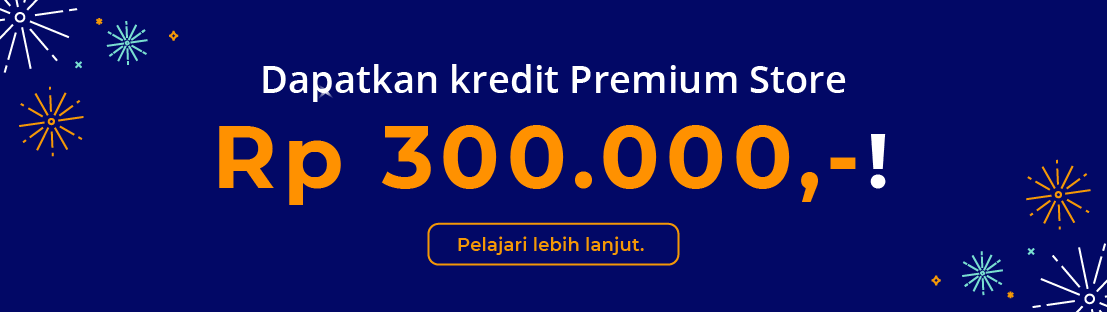 Dapatkan kredit Premium Store
Rp 300.000,-!
Pelajari lebih lanjut.